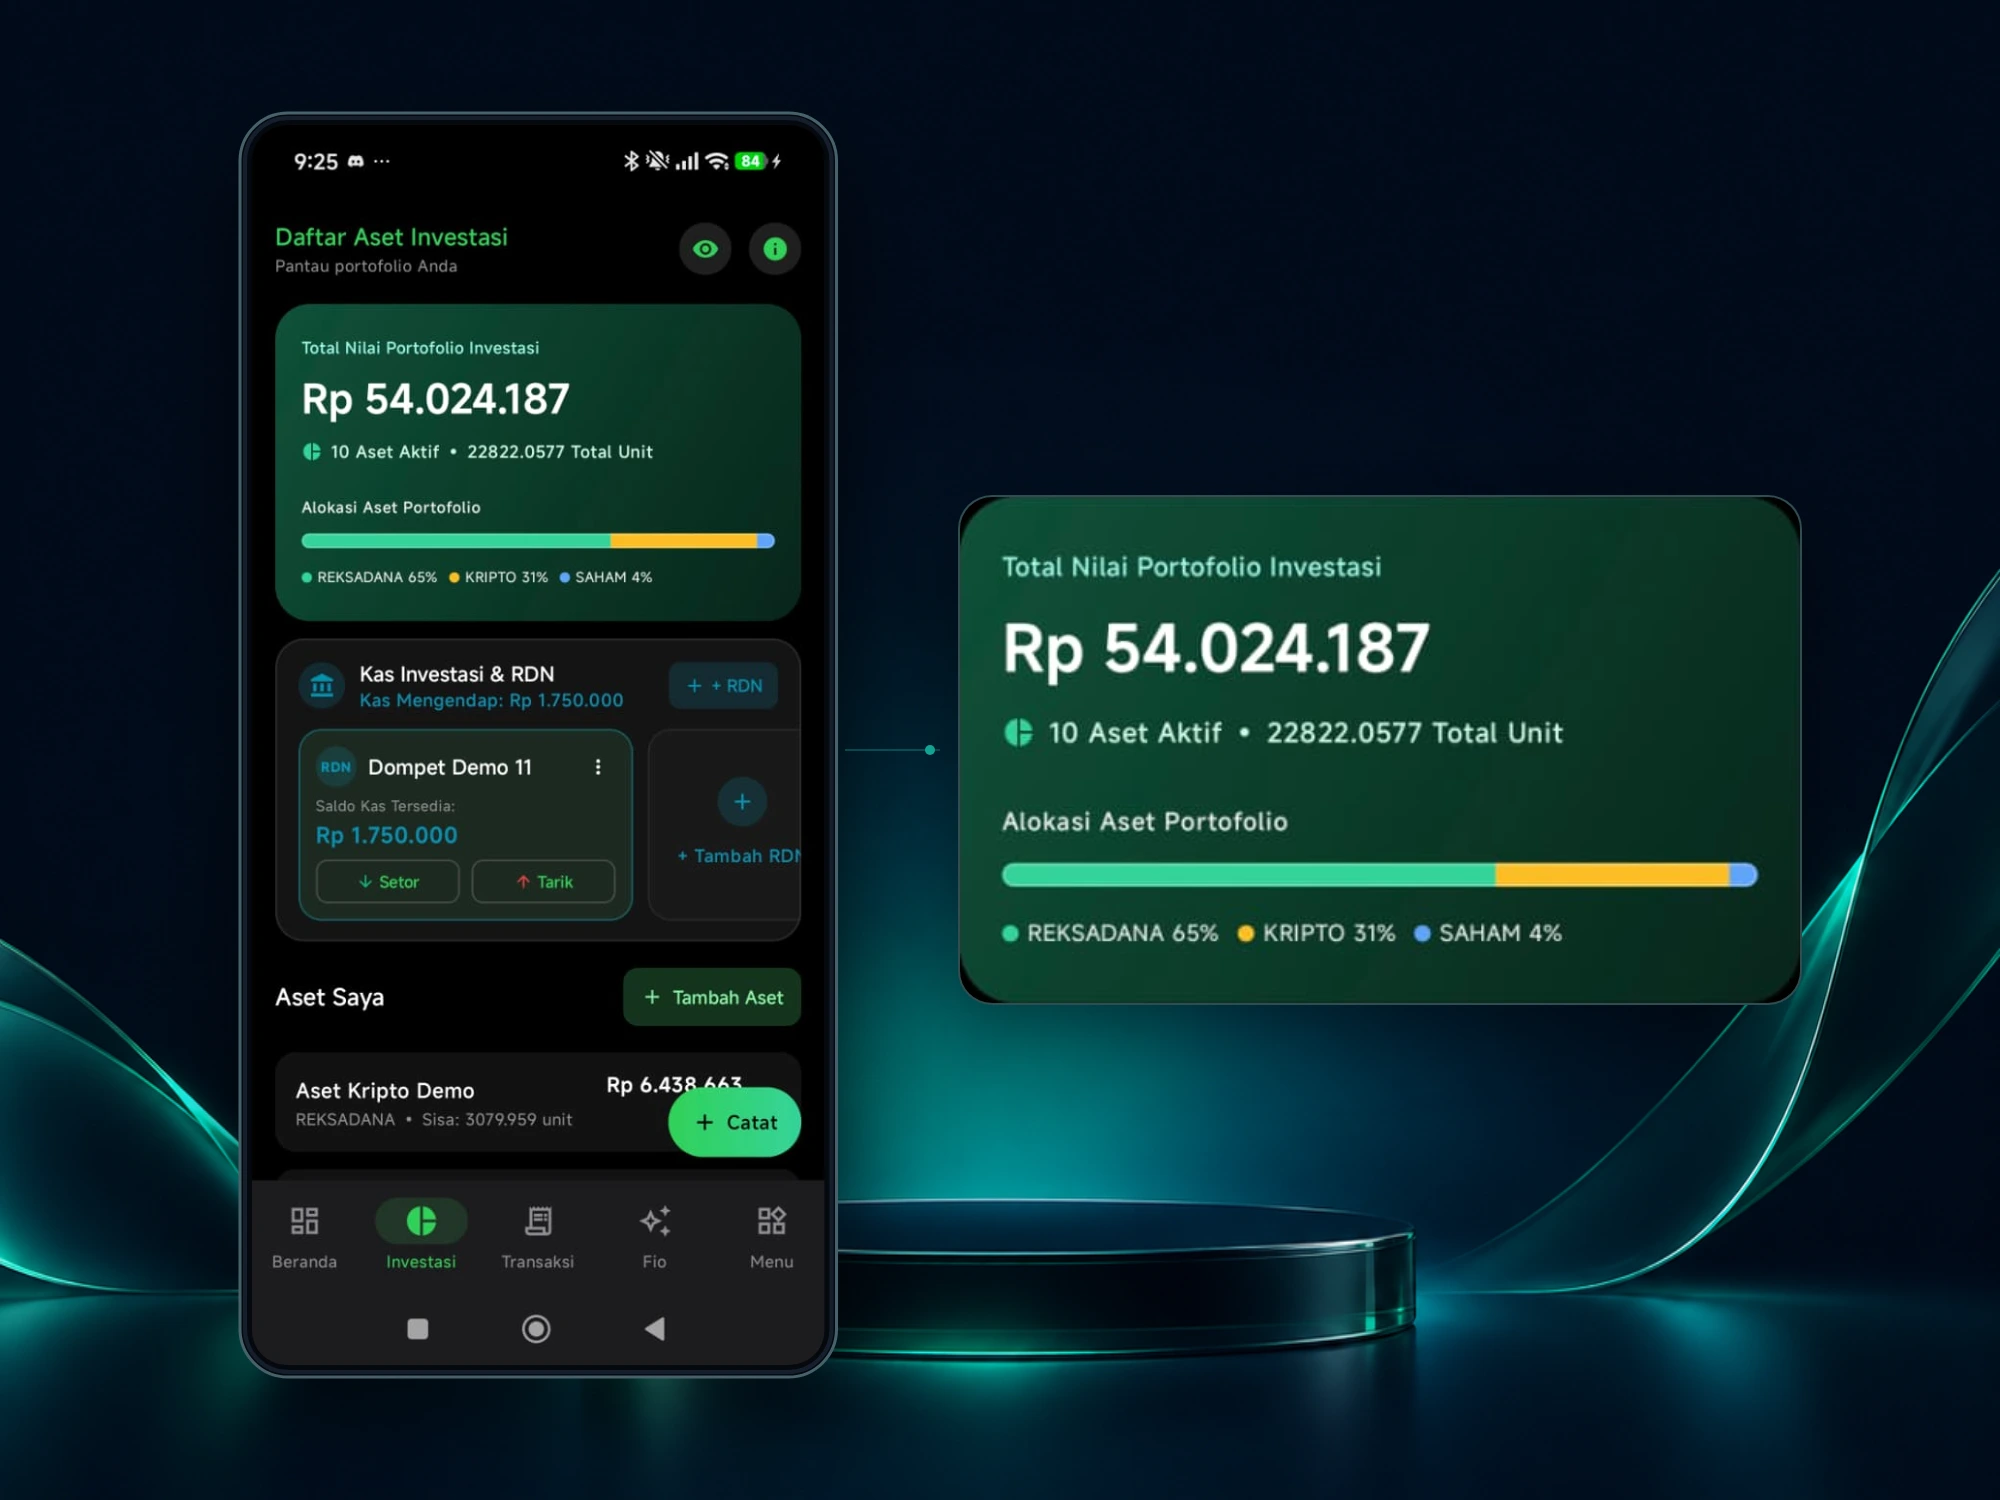 9:25 ...
84
Daftar Aset Investasi
Pantau portofolio Anda
Total Nilai Portofolio Investasi
Rp 54.024.187
10 Aset Aktif • 22822.0577 Total Unit
Alokasi Aset Portofolio
REKSADANA 65% KRIPTO 31% SAHAM 4%
Kas Investasi & RDN
Kas Mengendap: Rp 1.750.000
+ + RDN
RDN Dompet Demo 11
Saldo Kas Tersedia:
Rp 1.750.000
Setor
Tarik
+
+ Tambah RDN
Aset Saya
+ Tambah Aset
Aset Kripto Demo
Rp 6.438.663
REKSADANA • Sisa: 3079.959 unit
+ Catat
Beranda
Investasi
Transaksi
Fio
Menu
Total Nilai Portofolio Investasi
Rp 54.024.187
10 Aset Aktif • 22822.0577 Total Unit
Alokasi Aset Portofolio
REKSADANA 65% KRIPTO 31% SAHAM 4%